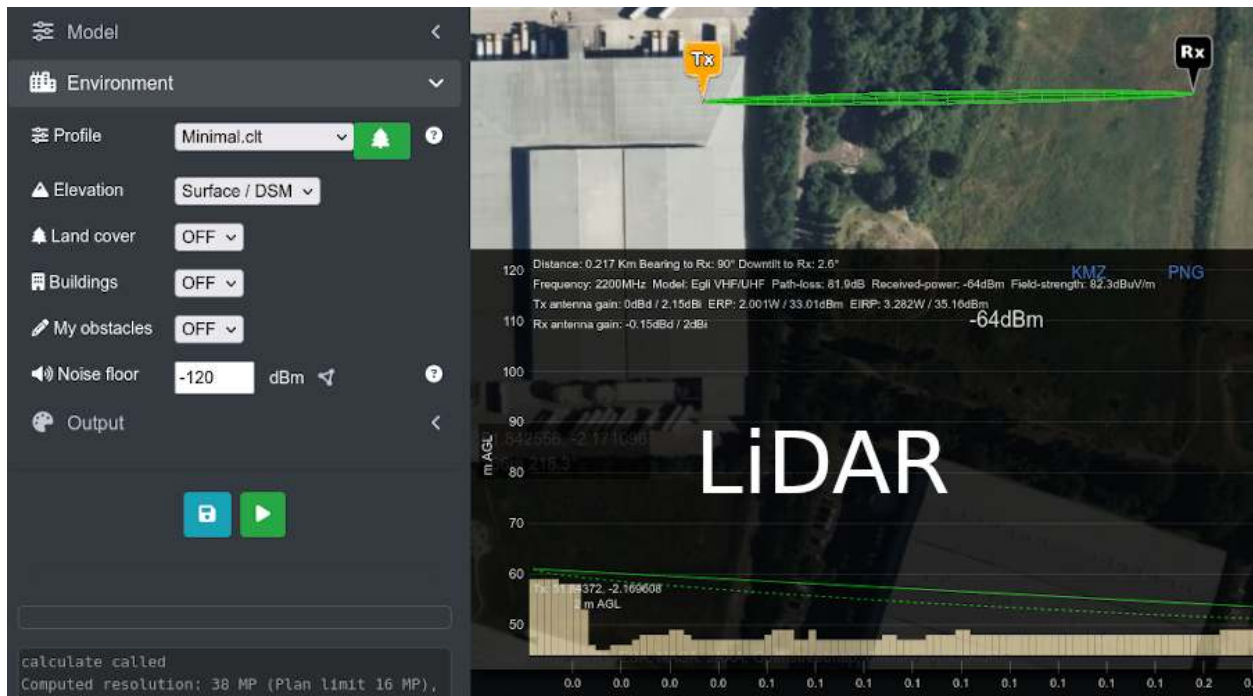 Model
Environment
Profile
Minimal.clt
Elevation
Surface / DSM
Land cover
OFF
Buildings
OFF
My obstacles
OFF
Noise floor
-120
dBm
Output
calculate called
Computed resolution: 38 MP (Plan limit 16 MP),
Tx
Rx
Distance: 0.217 Km Bearing to Rx: 90° Downtilt to Rx: 2.6°
Frequency: 2200MHz Model: Egli VHF/UHF Path-loss: 81.9dB Received-power: -64dBm Field-strength: 82.3dBuV/m
Tx antenna gain: 0dBd / 2.15dBi ERP: 2.001W / 33.01dBm EIRP: 3.282W / 35.16dBm
Rx antenna gain: -0.15dBd / 2dBi
KMZ
PNG
-64dBm
LiDAR
m AGL
120
110
100
90
80
70
60
50
-2.169608
m AGL
0.0 0.0 0.0 0.0 0.1 0.1 0.1 0.1 0.1 0.1 0.1 0.1 0.1 0.2